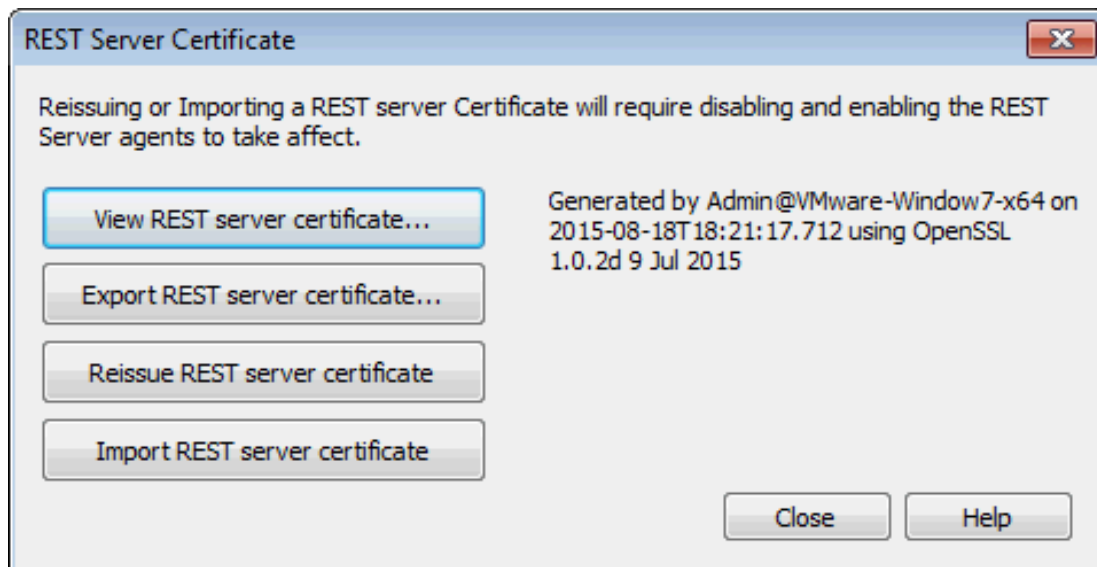 REST Server Certificate
Reissuing or Importing a REST server Certificate will require disabling and enabling the REST
Server agents to take affect.
View REST server certificate...
Generated by Admin@VMware-Window7-x64 on
2015-08-18T18:21:17.712 using OpenSSL
1.0.2d 9 Jul 2015
Export REST server certificate...
Reissue REST server certificate
Import REST server certificate
Close
Help